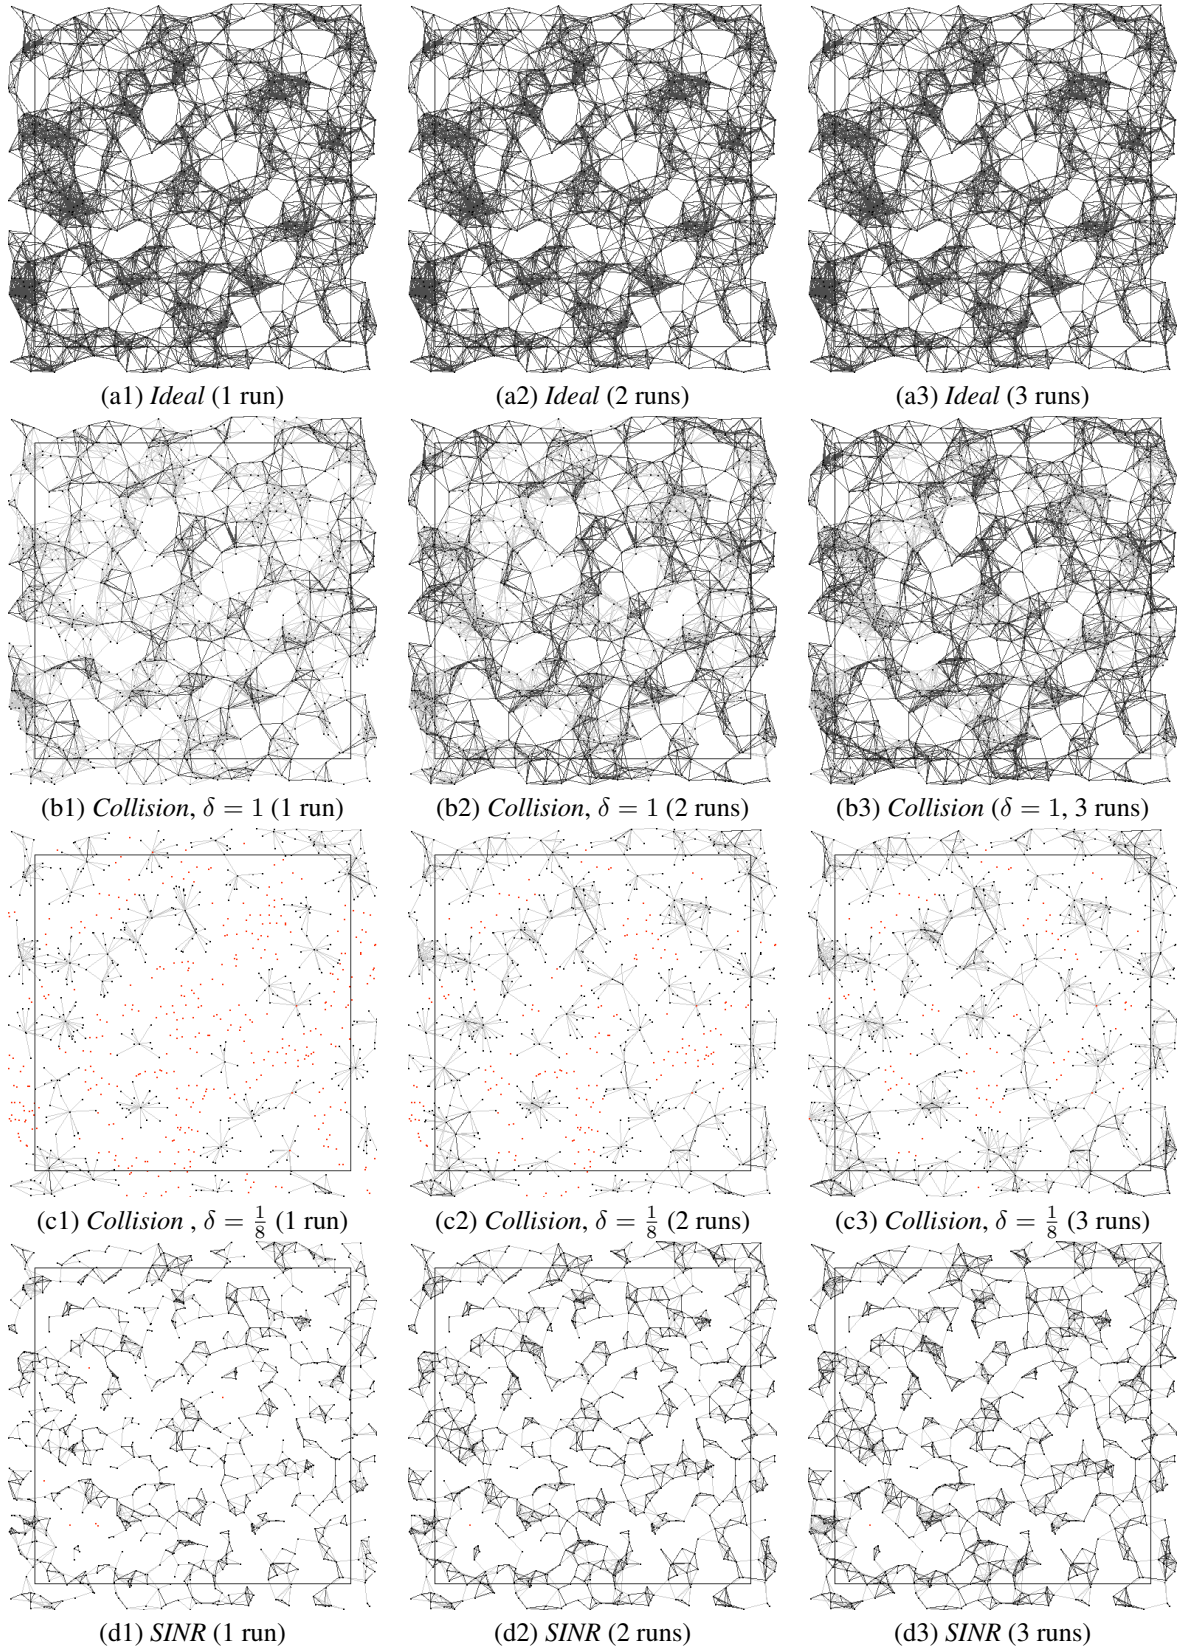 (a1) Ideal (1 run)
(a2) Ideal (2 runs)
(a3) Ideal (3 runs)
(b1) Collision, δ = 1 (1 run)
(b2) Collision, δ = 1 (2 runs)
(b3) Collision (δ = 1, 3 runs)
(c1) Collision , δ = 1/8 (1 run)
(c2) Collision, δ = 1/8 (2 runs)
(c3) Collision, δ = 1/8 (3 runs)
(d1) SINR (1 run)
(d2) SINR (2 runs)
(d3) SINR (3 runs)